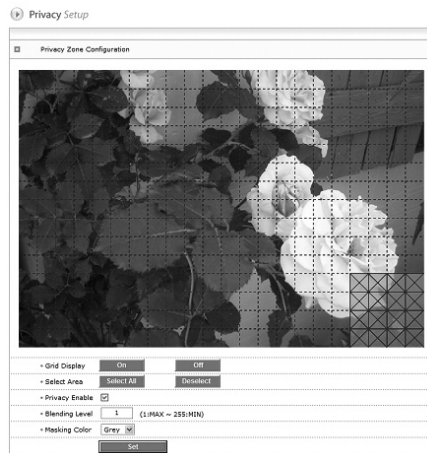 Privacy Setup
Privacy Zone Configuration
Grid Display On Off
Select Area Select All Deselect
Privacy Enable
Blending Level 1 (1:MAX ~ 255:MIN)
Masking Color Grey
Set